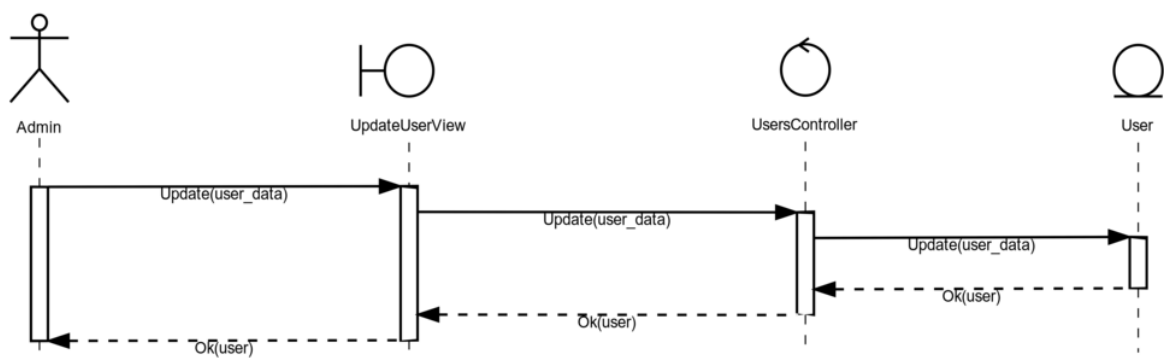 Admin
UpdateUserView
UsersController
User
Update(user_data)
Update(user_data)
Update(user_data)
Ok(user)
Ok(user)
Ok(user)